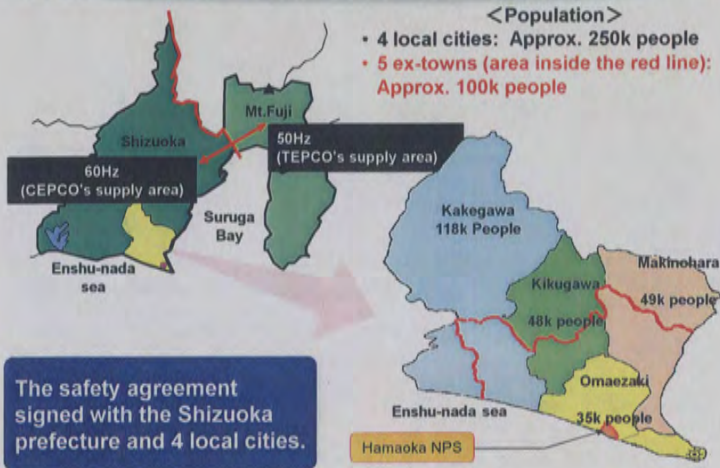 ＜Population＞
• 4 local cities: Approx. 250k people
• 5 ex-towns (area inside the red line):
Approx. 100k people
Mt.Fuji
Shizuoka
50Hz
(TEPCO's supply area)
60Hz
(CEPCO's supply area)
Suruga
Bay
Enshu-nada
sea
Kakegawa
118k People
Makinohara
49k people
Kikugawa
48k people
Omaezaki
35k people
Enshu-nada sea
Hamaoka NPS
The safety agreement
signed with the Shizuoka
prefecture and 4 local cities.